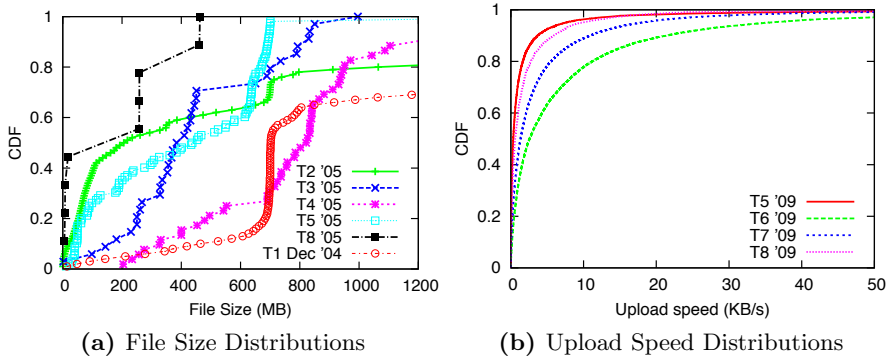 1
0.8
0.6
0.4
0.2
0
CDF
0 200 400 600 800 1000 1200
File Size (MB)
T2 '05
T3 '05
T4 '05
T5 '05
T8 '05
T1 Dec '04
(a) File Size Distributions
1
0.8
0.6
0.4
0.2
0
CDF
0 10 20 30 40 50
Upload speed (KB/s)
T5 '09
T6 '09
T7 '09
T8 '09
(b) Upload Speed Distributions